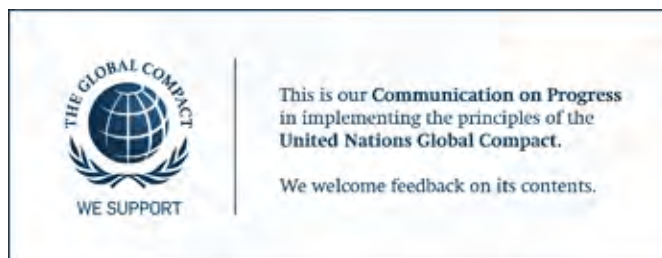 THE GLOBAL COMPACT
WE SUPPORT
This is our Communication on Progress
in implementing the principles of the
United Nations Global Compact.
We welcome feedback on its contents.